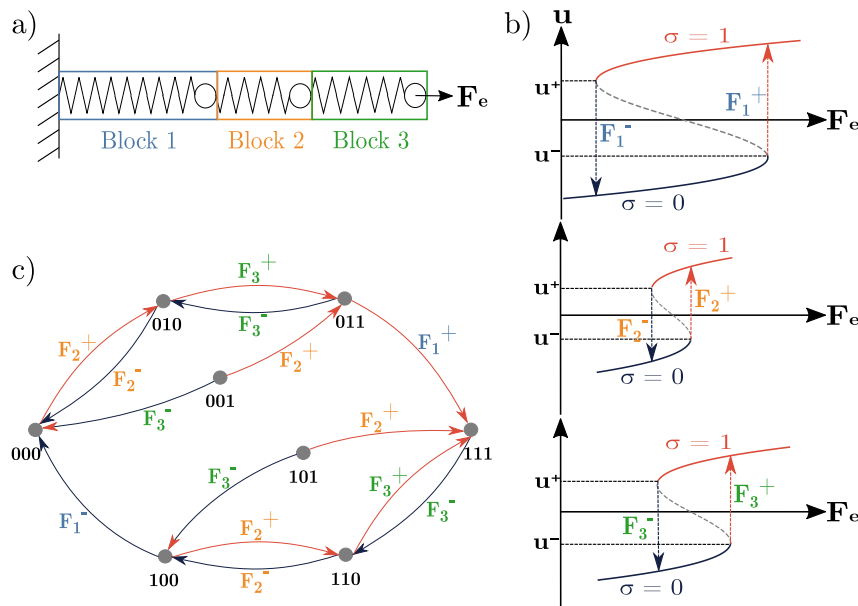 a)
Fₑ
Block 1
Block 2
Block 3
b)
u
σ = 1
u⁺
F₁⁺
Fₑ
F₁⁻
u⁻
σ = 0
σ = 1
u⁺
F₂⁺
Fₑ
F₂⁻
u⁻
σ = 0
σ = 1
u⁺
F₃⁺
Fₑ
F₃⁻
u⁻
σ = 0
c)
F₃⁺
010
011
F₃⁻
F₂⁺
F₂⁻
F₂⁺
F₁⁺
001
F₃⁻
000
F₂⁺
111
101
F₃⁻
F₃⁺
F₃⁻
F₁⁻
F₂⁺
F₂⁻
100
110